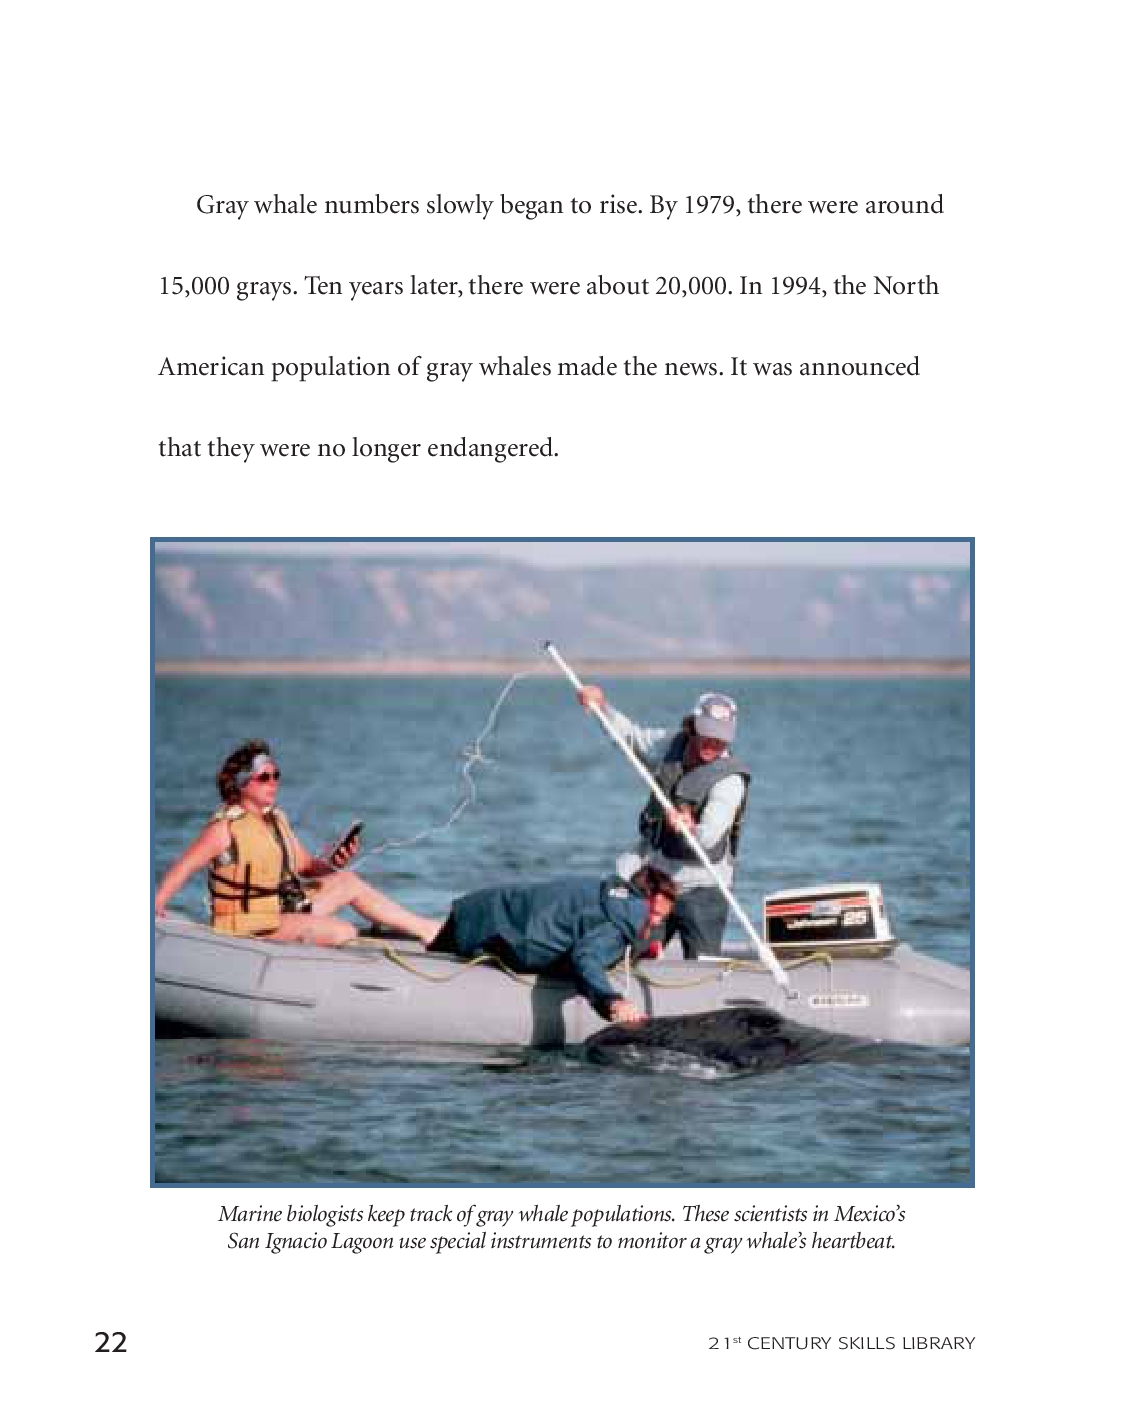 Gray whale numbers slowly began to rise. By 1979, there were around
15,000 grays. Ten years later, there were about 20,000. In 1994, the North
American population of gray whales made the news. It was announced
that they were no longer endangered.
25
Marine biologists keep track of gray whale populations. These scientists in Mexico’s
San Ignacio Lagoon use special instruments to monitor a gray whale’s heartbeat.
22
21st CENTURY SKILLS LIBRARY